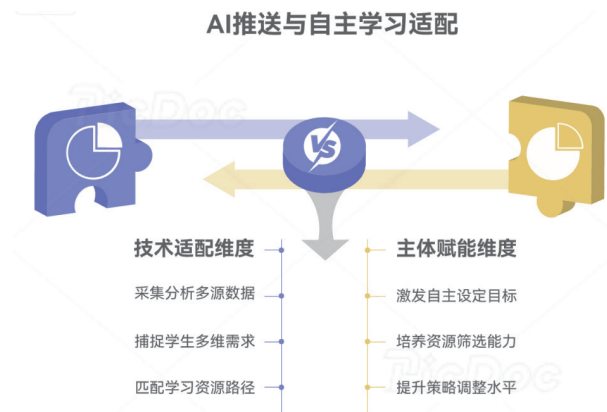 AI推送与自主学习适配
PicDoc
VS
技术适配维度
主体赋能维度
采集分析多源数据
激发自主设定目标
捕捉学生多维需求
培养资源筛选能力
PicDoc
匹配学习资源路径
提升策略调整水平